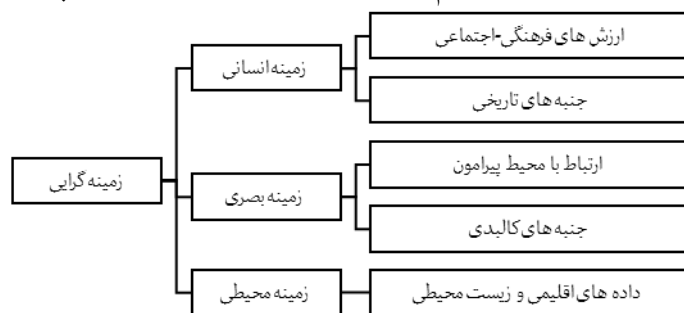 ارزش های فرهنگی-اجتماعی
زمینه انسانی
جنبه های تاریخی
ارتباط با محیط پیرامون
زمینه گرایی
زمینه بصری
جنبه های کالبدی
زمینه محیطی
داده های اقلیمی و زیست محیطی